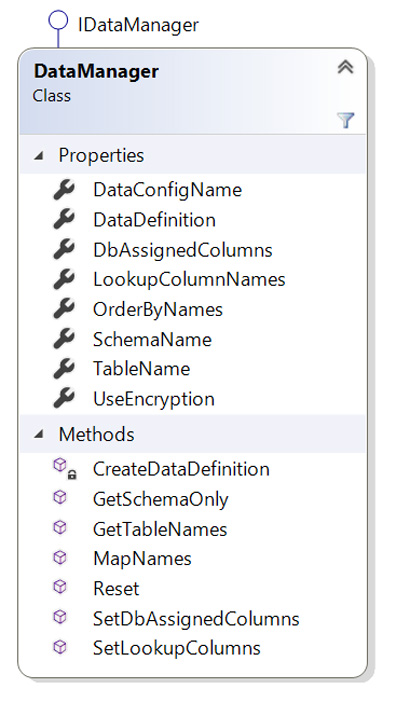 IDataManager
DataManager
Class
Properties
DataConfigName
DataDefinition
DbAssignedColumns
LookupColumnNames
OrderByNames
SchemaName
TableName
UseEncryption
Methods
CreateDataDefinition
GetSchemaOnly
GetTableNames
MapNames
Reset
SetDbAssignedColumns
SetLookupColumns